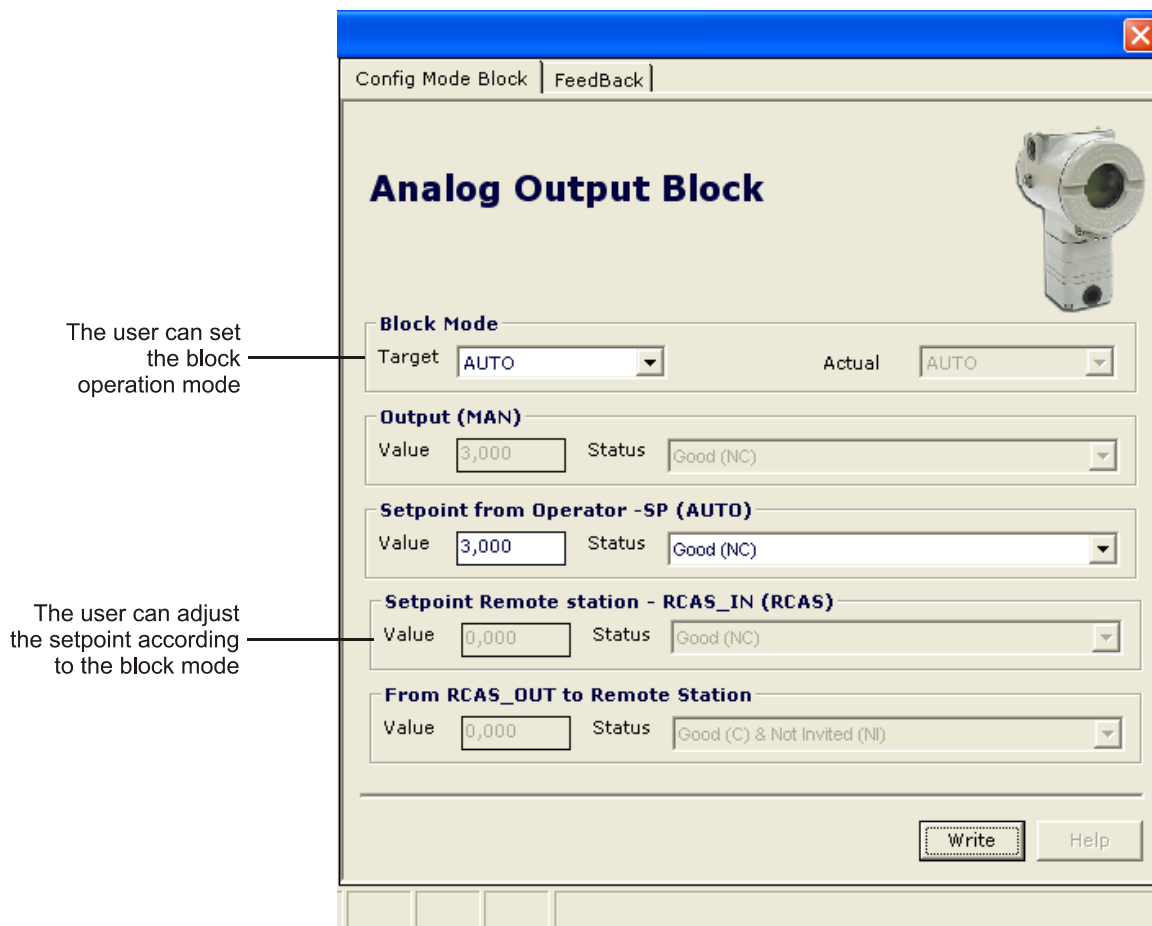 Config Mode Block
FeedBack
Analog Output Block
The user can set
the block
operation mode
Block Mode
Target AUTO Actual AUTO
Output (MAN)
Value 3,000 Status Good (NC)
Setpoint from Operator -SP (AUTO)
Value 3,000 Status Good (NC)
The user can adjust
the setpoint according
to the block mode
Setpoint Remote station - RCAS_IN (RCAS)
Value 0,000 Status Good (NC)
From RCAS_OUT to Remote Station
Value 0,000 Status Good (C) & Not Invited (NI)
Write Help